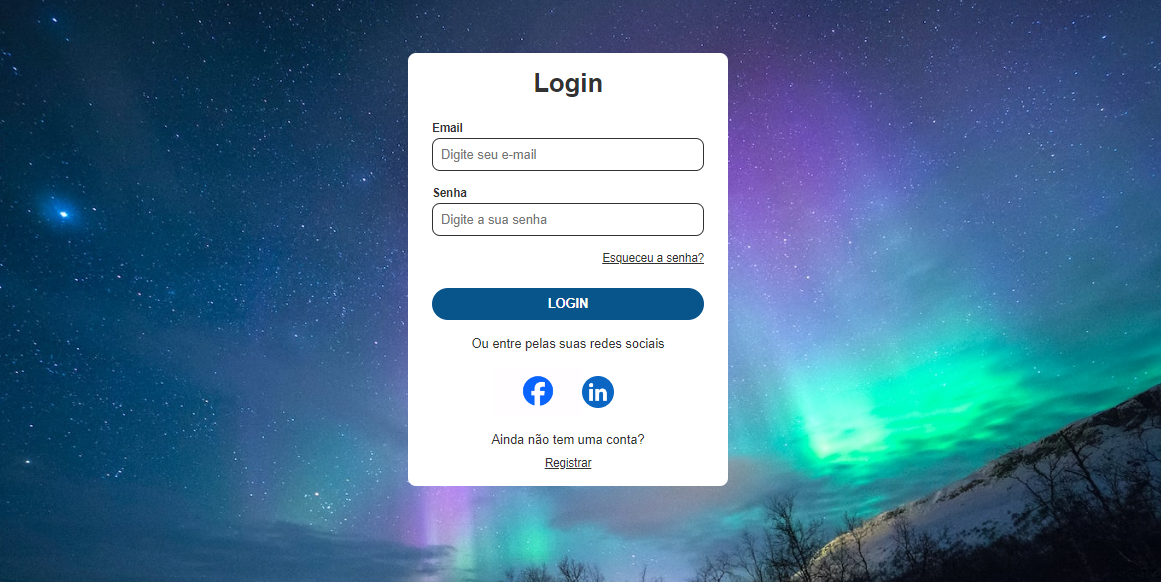 Login
Email
Digite seu e-mail
Senha
Digite a sua senha
Esqueceu a senha?
LOGIN
Ou entre pelas suas redes sociais
f in
Ainda não tem uma conta?
Registrar